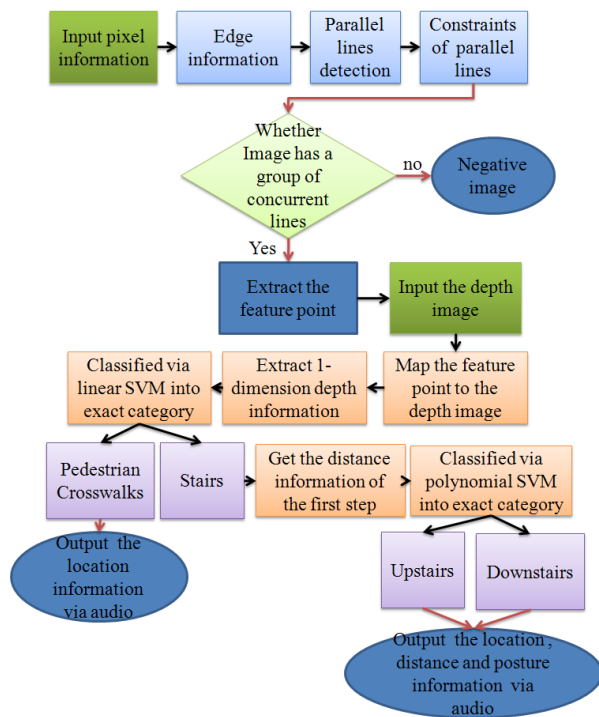 Input pixel
information
Edge
information
Parallel
lines
detection
Constraints
of parallel
lines
Whether
Image has a
group of
concurrent
lines
no
Negative
image
Yes
Extract the
feature point
Input the depth
image
Map the feature
point to the
depth image
Extract 1-
dimension depth
information
Classified via
linear SVM into
exact category
Pedestrian
Crosswalks
Stairs
Get the distance
information of
the first step
Classified via
polynomial SVM
into exact category
Output the
location
information
via audio
Upstairs
Downstairs
Output the location ,
distance and posture
information via
audio